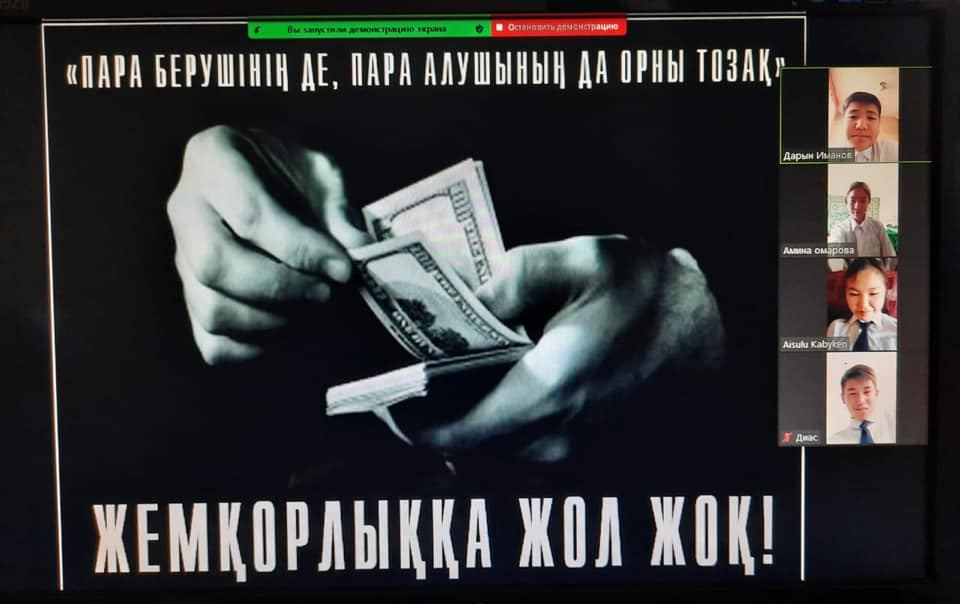 Вы запустили демонстрацию экрана
Остановить демонстрацию
«ПАРА БЕРУШІНІҢ ДЕ, ПАРА АЛУШЫНЫҢ ДА ОРНЫ ТОЗАҚ»
Дарын Иманов
Амина омарова
Aisulu Kabyken
Диас
ЖЕМҚОРЛЫҚҚА ЖОЛ ЖОҚ!